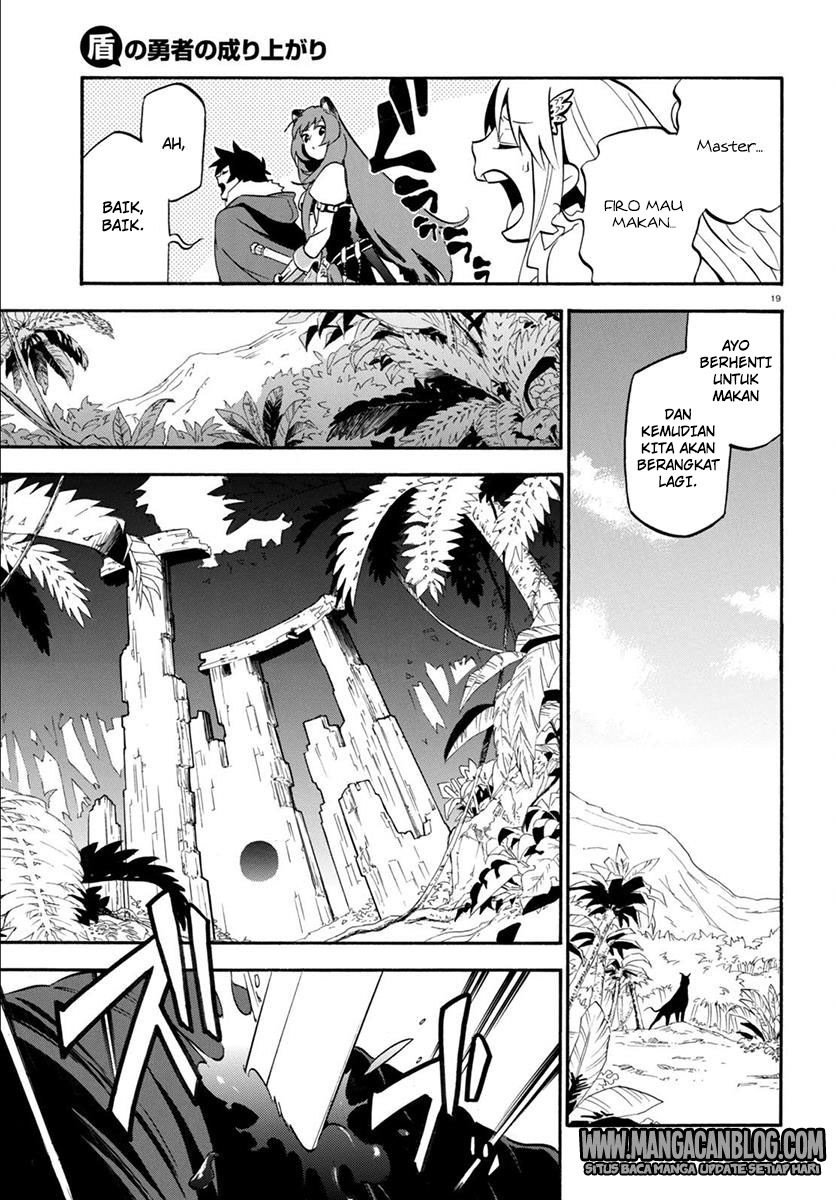 盾の勇者の成り上がり
Master...
FIRO MAU
MAKAN...
AH,
BAIK,
BAIK.
19
AYO
BERHENTI
UNTUK
MAKAN
DAN
KEMUDIAN
KITA AKAN
BERANGKAT
LAGI.
WWW.MANGACANBLOG.COM
SITUS BACA MANGA UPDATE SETIAP HARI